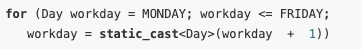 for (Day workday = MONDAY; workday <= FRIDAY;
workday = static_cast<Day>(workday + 1))